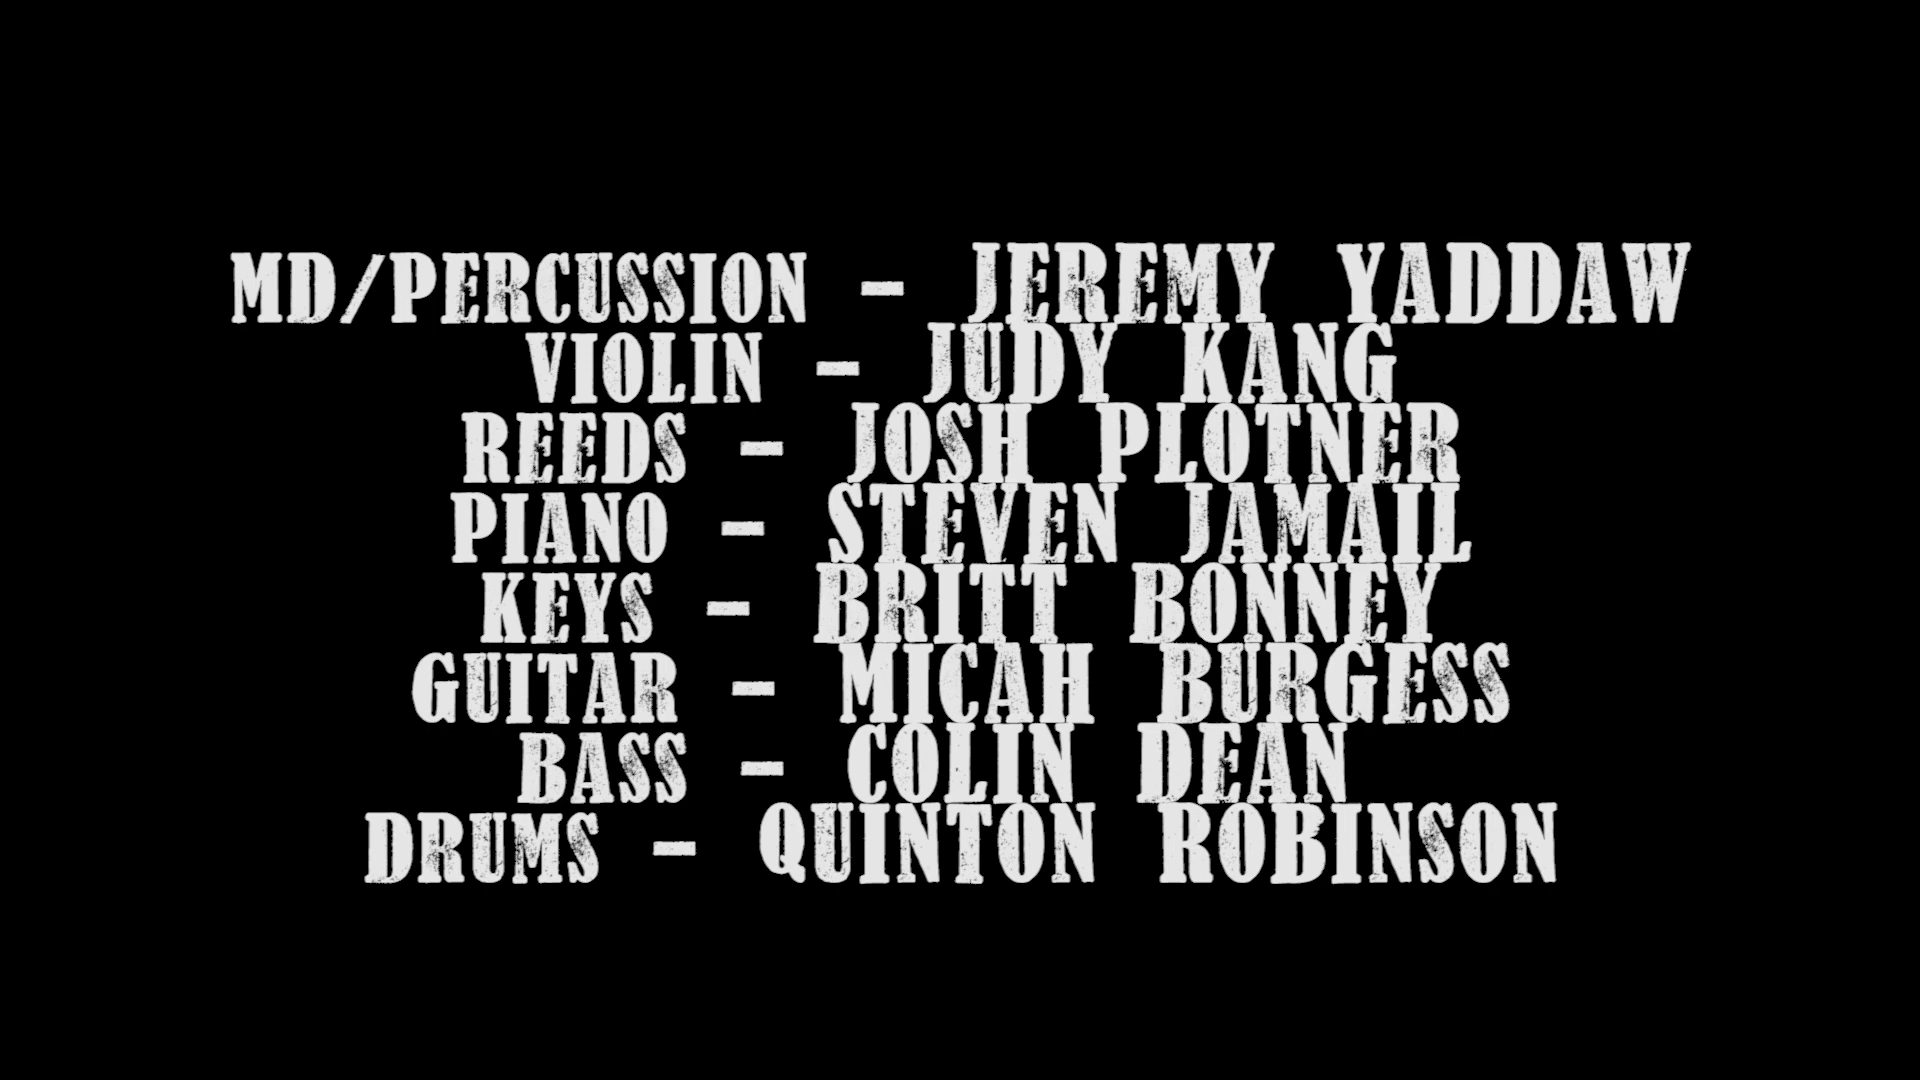 MD/PERCUSSION - JEREMY YADDAW
VIOLIN - JUDY KANG
REEDS - JOSH PLOTNER
PIANO - STEVEN JAMAIL
KEYS - BRITT BONNEY
GUITAR - MICAH BURGESS
BASS - COLIN DEAN
DRUMS - QUINTON ROBINSON